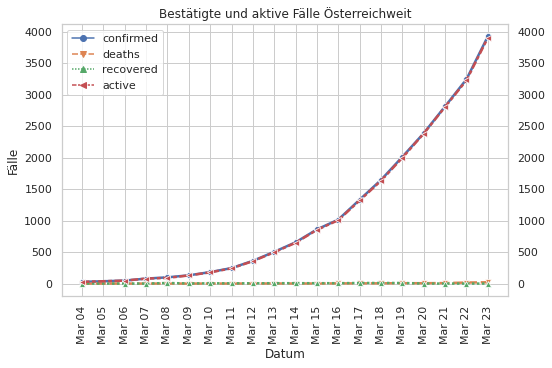 Bestätigte und aktive Fälle Österreichweit
confirmed
deaths
recovered
active
4000
3500
3000
2500
2000
1500
1000
500
0
4000
3500
3000
2500
2000
1500
1000
500
0
Fälle
Mar 04
Mar 05
Mar 06
Mar 07
Mar 08
Mar 09
Mar 10
Mar 11
Mar 12
Mar 13
Mar 14
Mar 15
Mar 16
Mar 17
Mar 18
Mar 19
Mar 20
Mar 21
Mar 22
Mar 23
Datum